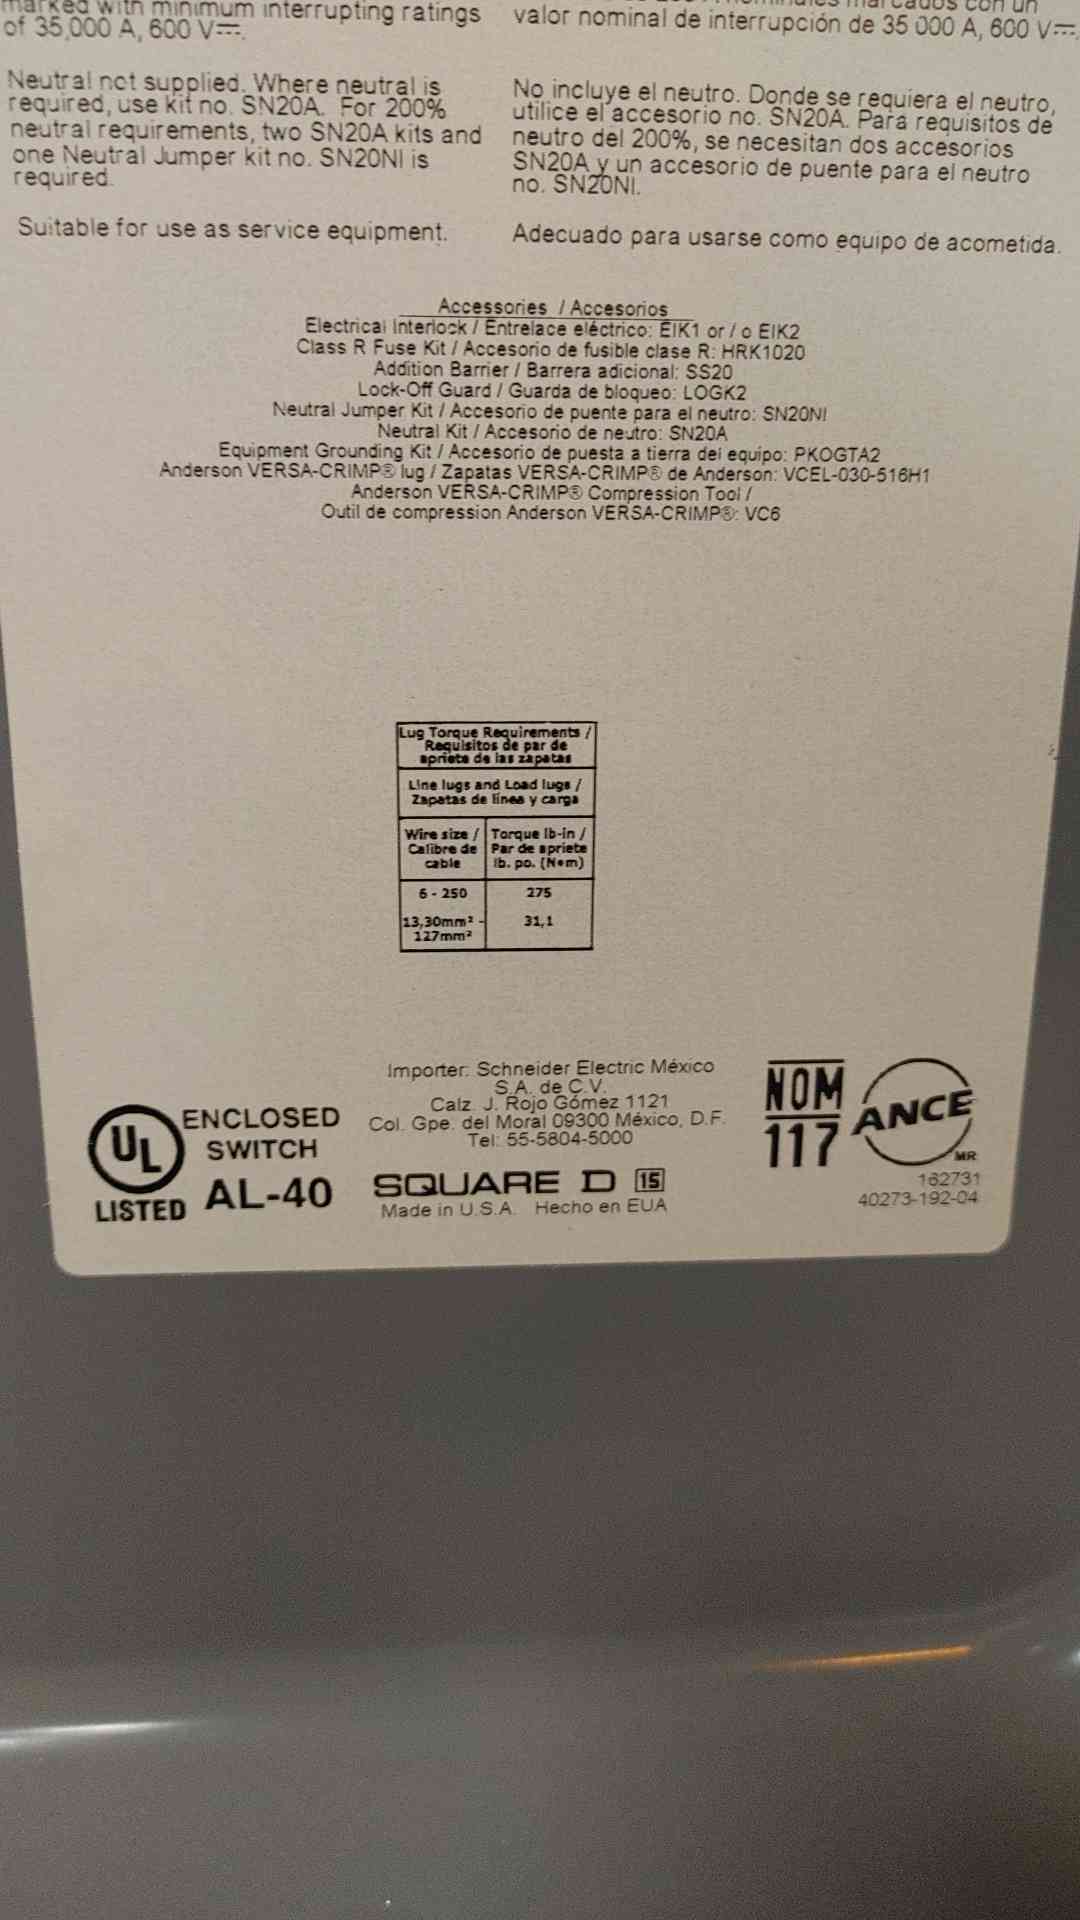 marked with minimum interrupting ratings
of 35,000 A, 600 V⎓.
Neutral not supplied. Where neutral is
required, use kit no. SN20A. For 200%
neutral requirements, two SN20A kits and
one Neutral Jumper kit no. SN20NI is
required.
Suitable for use as service equipment.
marcados con un
valor nominal de interrupción de 35 000 A, 600 V⎓.
No incluye el neutro. Donde se requiera el neutro,
utilice el accesorio no. SN20A. Para requisitos de
neutro del 200%, se necesitan dos accesorios
SN20A y un accesorio de puente para el neutro
no. SN20NI.
Adecuado para usarse como equipo de acometida.
Accessories / Accesorios
Electrical Interlock / Entrelace eléctrico: EIK1 or / o EIK2
Class R Fuse Kit / Accesorio de fusible clase R: HRK1020
Addition Barrier / Barrera adicional: SS20
Lock-Off Guard / Guarda de bloqueo: LOGK2
Neutral Jumper Kit / Accesorio de puente para el neutro: SN20NI
Neutral Kit / Accesorio de neutro: SN20A
Equipment Grounding Kit / Accesorio de puesta a tierra del equipo: PKOGTA2
Anderson VERSA-CRIMP® lug / Zapatas VERSA-CRIMP® de Anderson: VCEL-030-516H1
Anderson VERSA-CRIMP® Compression Tool /
Outil de compression Anderson VERSA-CRIMP®: VC6
Lug Torque Requirements /
Requisitos de par de
apriete de las zapatas
Line lugs and Load lugs /
Zapatas de línea y carga
Wire size /
Calibre de
cable
Torque lb-in /
Par de apriete
lb. po. (N•m)
6 - 250
275
13,30mm² -
127mm²
31,1
UL
LISTED
ENCLOSED
SWITCH
AL-40
Importer: Schneider Electric México
S.A. de C.V.
Calz. J. Rojo Gómez 1121
Col. Gpe. del Moral 09300 México, D.F.
Tel: 55-5804-5000
SQUARE D 15
Made in U.S.A. Hecho en EUA
NOM
117
ANCE
MR
162731
40273-192-04